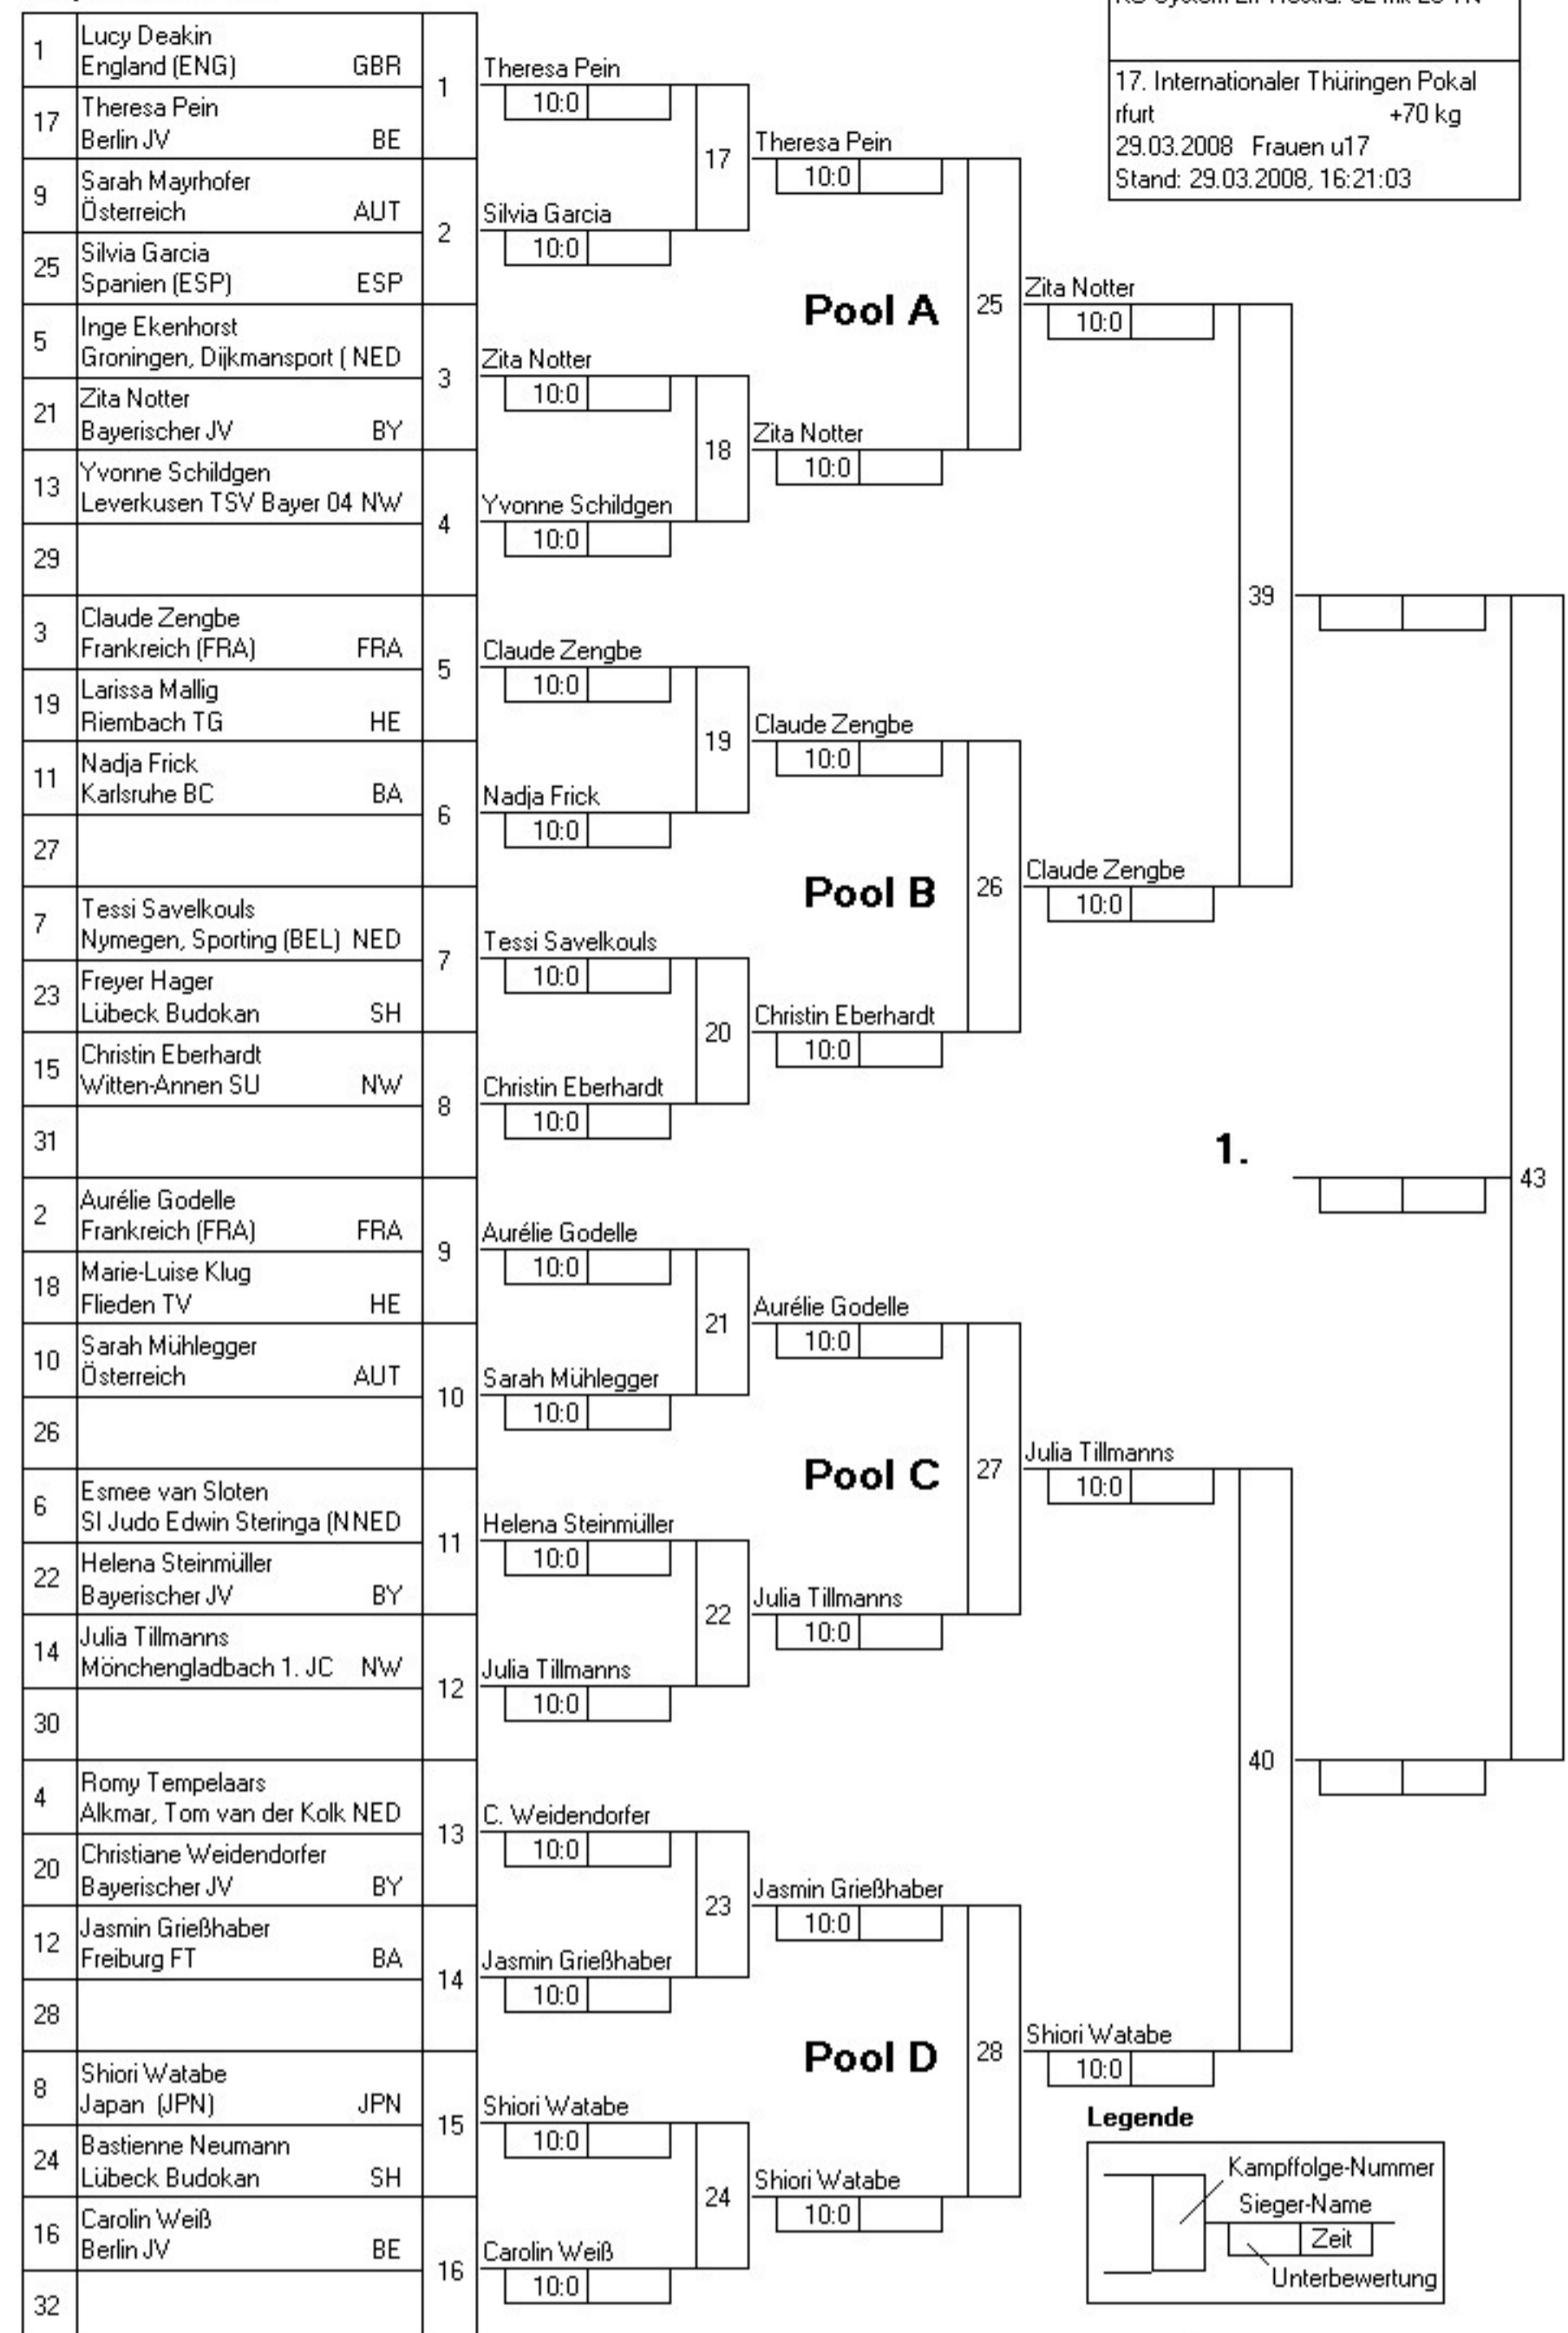 17. Internationaler Thüringen Pokal
rfurt +70 kg
29.03.2008 Frauen u17
Stand: 29.03.2008, 16:21:03
1 Lucy Deakin
England (ENG) GBR
17 Theresa Pein
Berlin JV BE
9 Sarah Mayrhofer
Österreich AUT
25 Silvia Garcia
Spanien (ESP) ESP
5 Inge Ekenhorst
Groningen, Dijkmansport ( NED
21 Zita Notter
Bayerischer JV BY
13 Yvonne Schildgen
Leverkusen TSV Bayer 04 NW
29
3 Claude Zengbe
Frankreich (FRA) FRA
19 Larissa Mallig
Riembach TG HE
11 Nadja Frick
Karlsruhe BC BA
27
7 Tessi Savelkouls
Nymegen, Sporting (BEL) NED
23 Freyer Hager
Lübeck Budokan SH
15 Christin Eberhardt
Witten-Annen SU NW
31
2 Aurélie Godelle
Frankreich (FRA) FRA
18 Marie-Luise Klug
Flieden TV HE
10 Sarah Mühlegger
Österreich AUT
26
6 Esmee van Sloten
SI Judo Edwin Steringa (NNED
22 Helena Steinmüller
Bayerischer JV BY
14 Julia Tillmanns
Mönchengladbach 1. JC NW
30
4 Romy Tempelaars
Alkmar, Tom van der Kolk NED
20 Christiane Weidendorfer
Bayerischer JV BY
12 Jasmin Grießhaber
Freiburg FT BA
28
8 Shiori Watabe
Japan (JPN) JPN
24 Bastienne Neumann
Lübeck Budokan SH
16 Carolin Weiß
Berlin JV BE
32
1 Theresa Pein
10:0
2 Silvia Garcia
10:0
3 Zita Notter
10:0
4 Yvonne Schildgen
10:0
5 Claude Zengbe
10:0
6 Nadja Frick
10:0
7 Tessi Savelkouls
10:0
8 Christin Eberhardt
10:0
9 Aurélie Godelle
10:0
10 Sarah Mühlegger
10:0
11 Helena Steinmüller
10:0
12 Julia Tillmanns
10:0
13 C. Weidendorfer
10:0
14 Jasmin Grießhaber
10:0
15 Shiori Watabe
10:0
16 Carolin Weiß
10:0
17 Theresa Pein
10:0
Pool A
18 Zita Notter
10:0
19 Claude Zengbe
10:0
Pool B
20 Christin Eberhardt
10:0
21 Aurélie Godelle
10:0
Pool C
22 Julia Tillmanns
10:0
23 Jasmin Grießhaber
10:0
Pool D
24 Shiori Watabe
10:0
25 Zita Notter
10:0
26 Claude Zengbe
10:0
27 Julia Tillmanns
10:0
28 Shiori Watabe
10:0
39
1.
43
40
Legende
Kampffolge-Nummer
Sieger-Name
Zeit
Unterbewertung